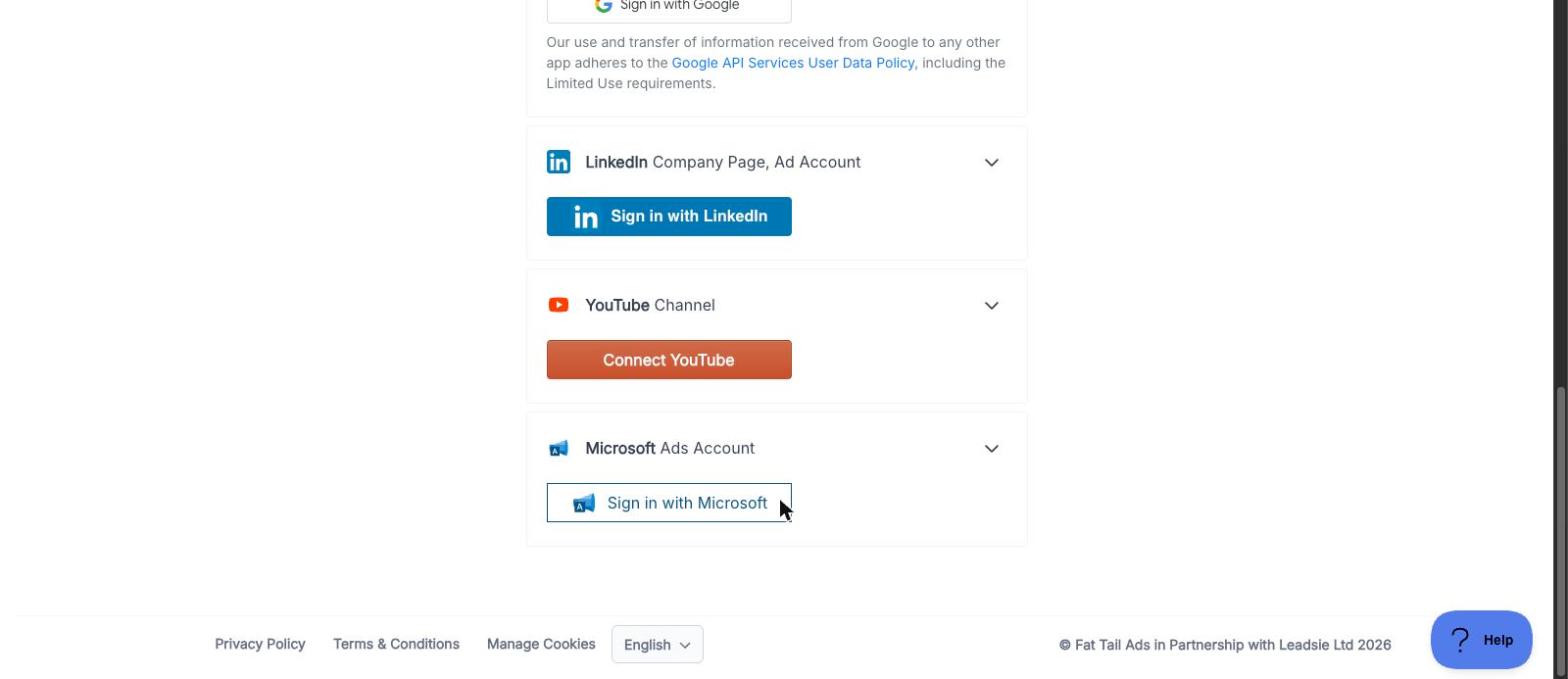 Sign in with Google
Our use and transfer of information received from Google to any other
app adheres to the Google API Services User Data Policy, including the
Limited Use requirements.
LinkedIn Company Page, Ad Account
in Sign in with LinkedIn
YouTube Channel
Connect YouTube
Microsoft Ads Account
Sign in with Microsoft
Privacy Policy Terms & Conditions Manage Cookies English © Fat Tail Ads in Partnership with Leadsie Ltd 2026
? Help